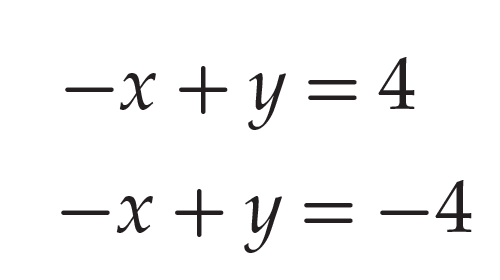 −x + y = 4
−x + y = −4